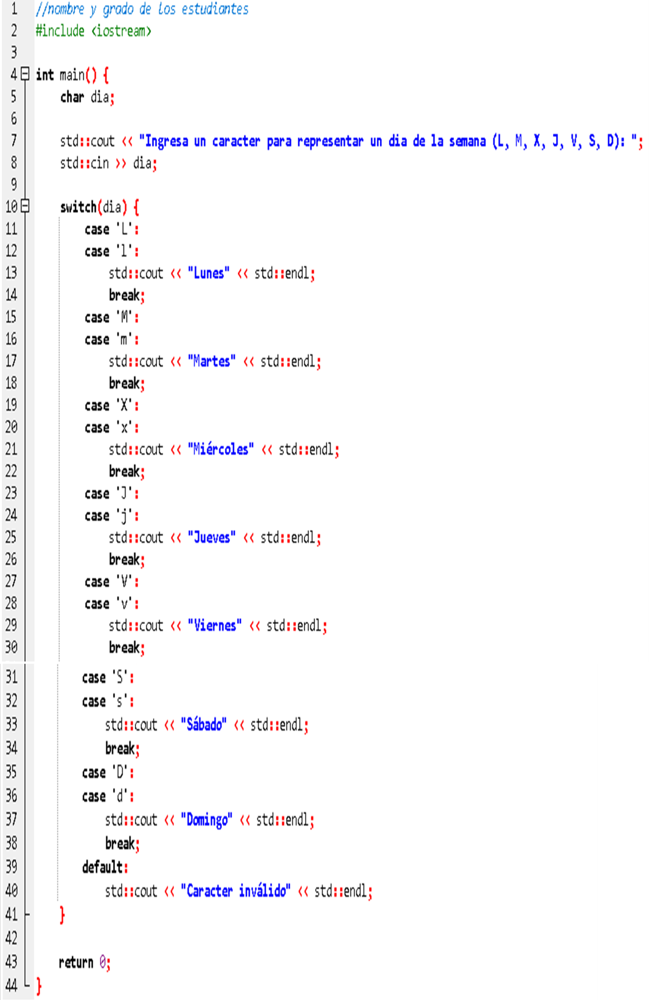 1 //nombre y grado de los estudiantes
2 #include <iostream>
3
4 int main() {
5 char dia;
6
7 std::cout << "Ingresa un caracter para representar un dia de la semana (L, M, X, J, V, S, D): ";
8 std::cin >> dia;
9
10 switch(dia) {
11 case 'L':
12 case 'l':
13 std::cout << "Lunes" << std::endl;
14 break;
15 case 'M':
16 case 'm':
17 std::cout << "Martes" << std::endl;
18 break;
19 case 'X':
20 case 'x':
21 std::cout << "Miércoles" << std::endl;
22 break;
23 case 'J':
24 case 'j':
25 std::cout << "Jueves" << std::endl;
26 break;
27 case 'V':
28 case 'v':
29 std::cout << "Viernes" << std::endl;
30 break;
31 case 'S':
32 case 's':
33 std::cout << "Sábado" << std::endl;
34 break;
35 case 'D':
36 case 'd':
37 std::cout << "Domingo" << std::endl;
38 break;
39 default:
40 std::cout << "Caracter inválido" << std::endl;
41 }
42
43 return 0;
44 }